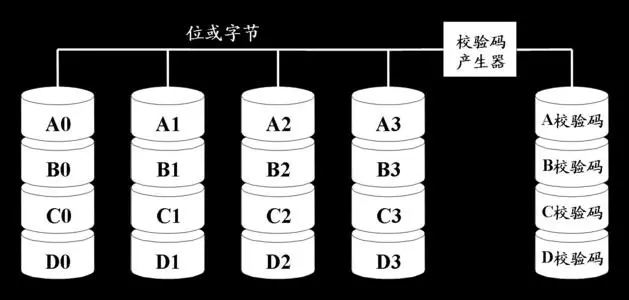 位或字节
校验码
产生器
A0 A1 A2 A3 A校验码
B0 B1 B2 B3 B校验码
C0 C1 C2 C3 C校验码
D0 D1 D2 D3 D校验码